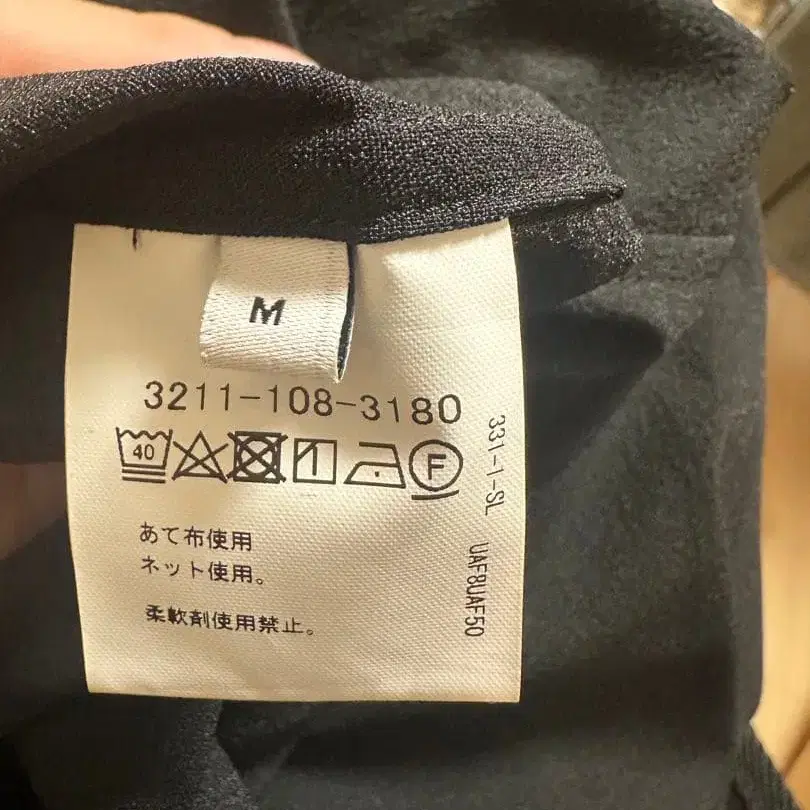 M
3211-108-3180
40
F
あて布使用
ネット使用。
柔軟剤使用禁止。
331-1-SL
UAF8UAF50